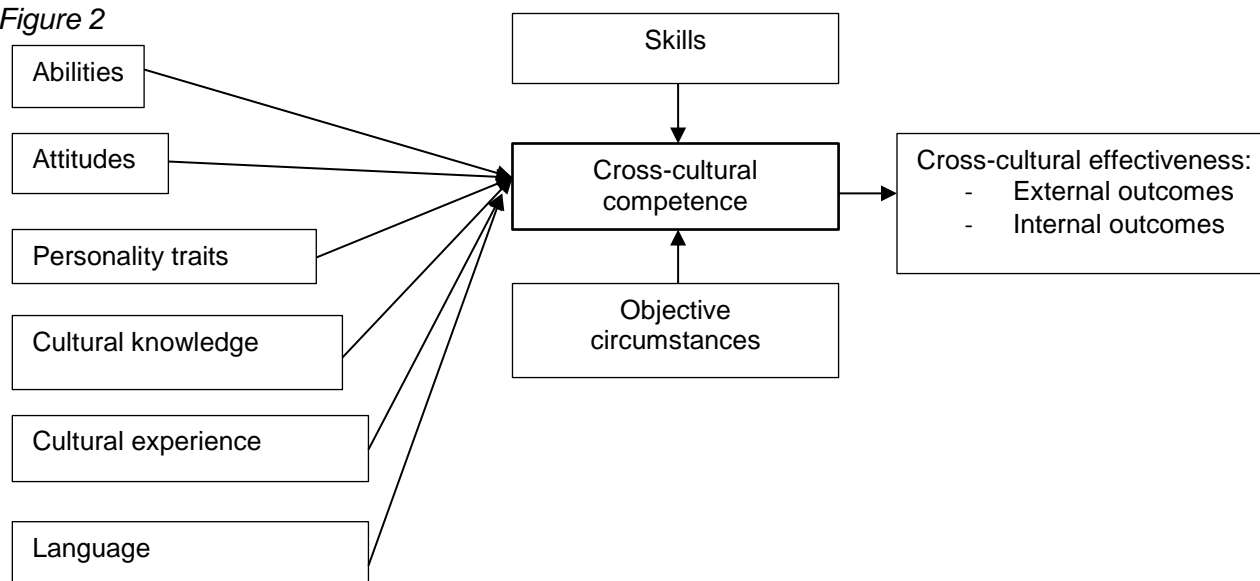 Figure 2
Abilities
Attitudes
Personality traits
Cultural knowledge
Cultural experience
Language
Skills
Cross-cultural
competence
Objective
circumstances
Cross-cultural effectiveness:
- External outcomes
- Internal outcomes